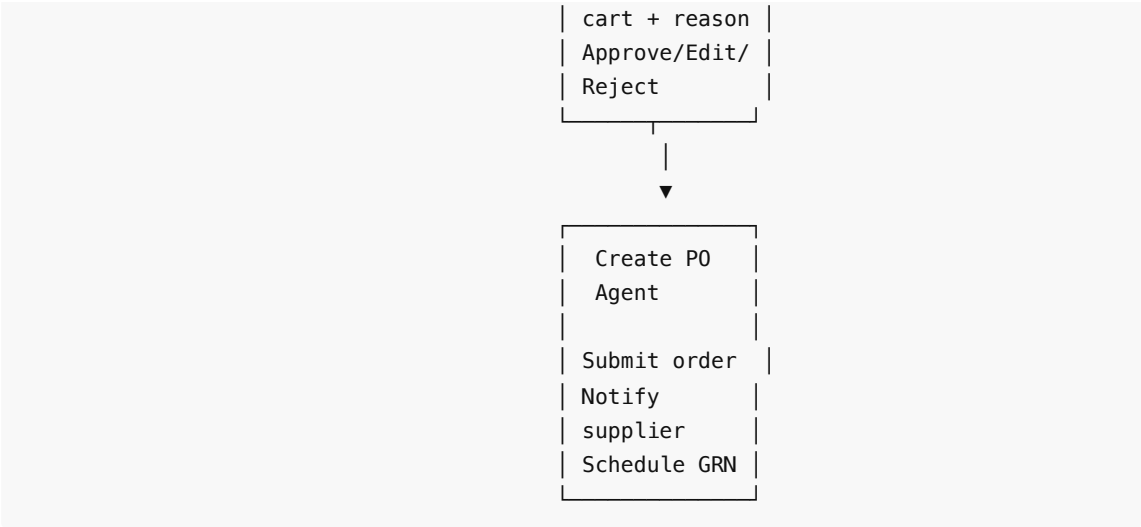 cart + reason
Approve/Edit/
Reject
Create PO
Agent
Submit order
Notify
supplier
Schedule GRN